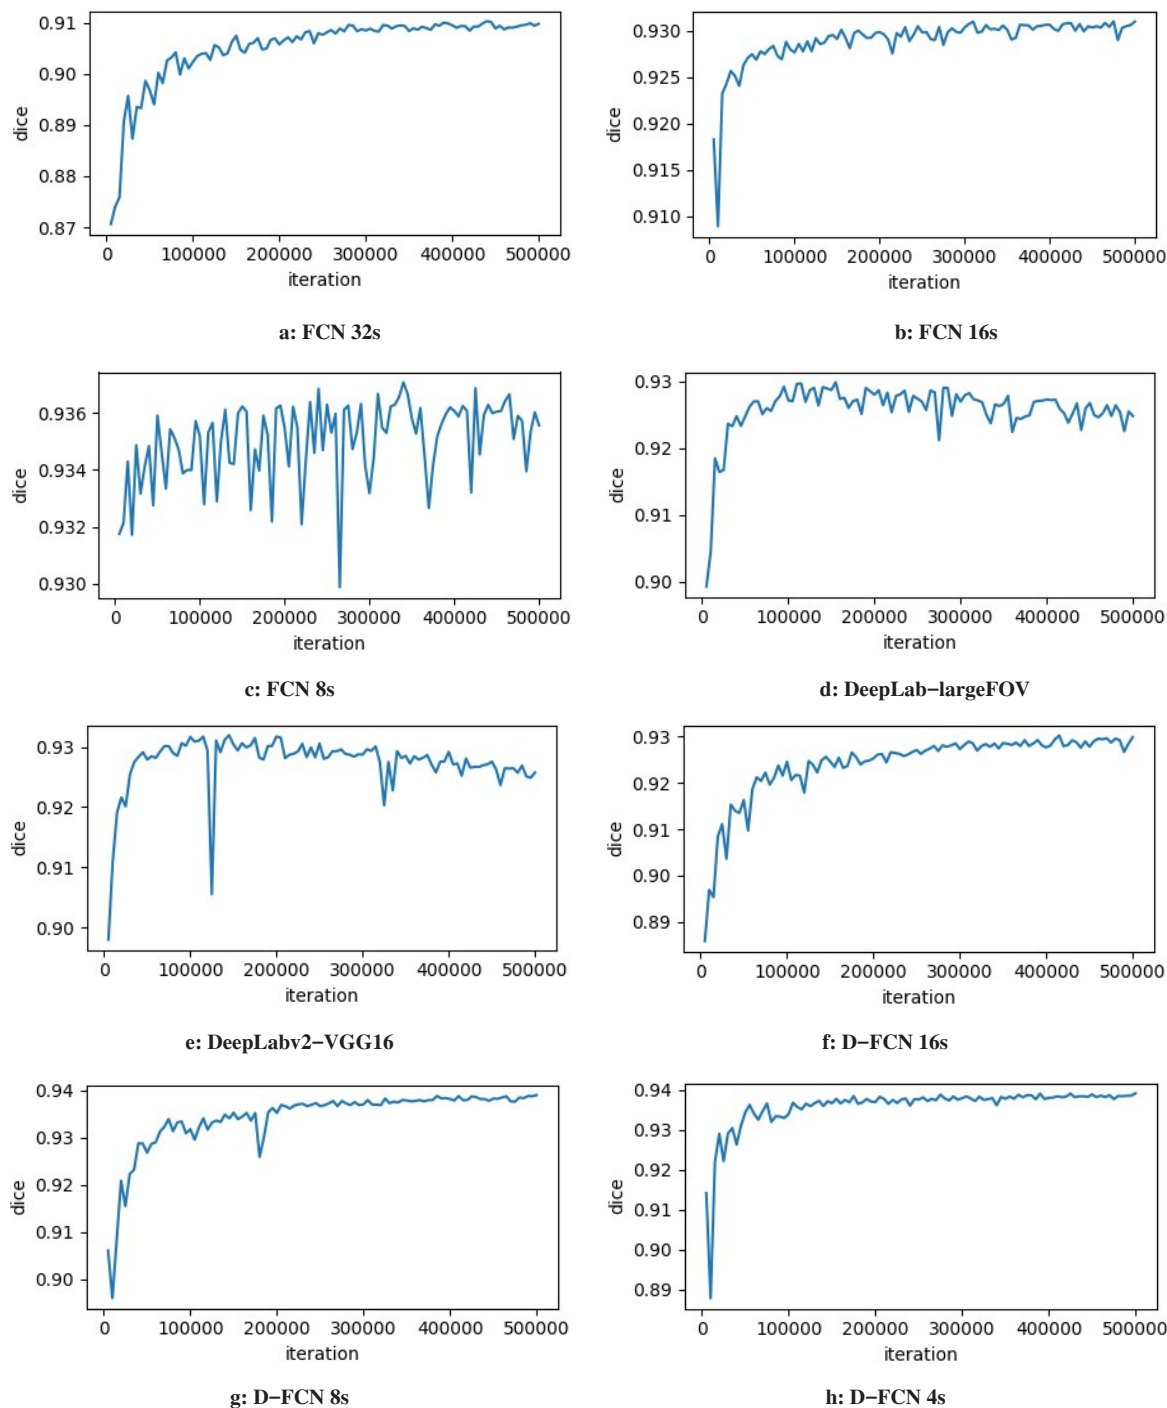 0.91
0.90
0.89
0.88
0.87
dice
0 100000 200000 300000 400000 500000
iteration
a: FCN 32s
0.930
0.925
0.920
0.915
0.910
dice
0 100000 200000 300000 400000 500000
iteration
b: FCN 16s
0.936
0.934
0.932
0.930
dice
0 100000 200000 300000 400000 500000
iteration
c: FCN 8s
0.93
0.92
0.91
0.90
dice
0 100000 200000 300000 400000 500000
iteration
d: DeepLab−largeFOV
0.93
0.92
0.91
0.90
dice
0 100000 200000 300000 400000 500000
iteration
e: DeepLabv2−VGG16
0.93
0.92
0.91
0.90
0.89
dice
0 100000 200000 300000 400000 500000
iteration
f: D−FCN 16s
0.94
0.93
0.92
0.91
0.90
dice
0 100000 200000 300000 400000 500000
iteration
g: D−FCN 8s
0.94
0.93
0.92
0.91
0.90
0.89
dice
0 100000 200000 300000 400000 500000
iteration
h: D−FCN 4s